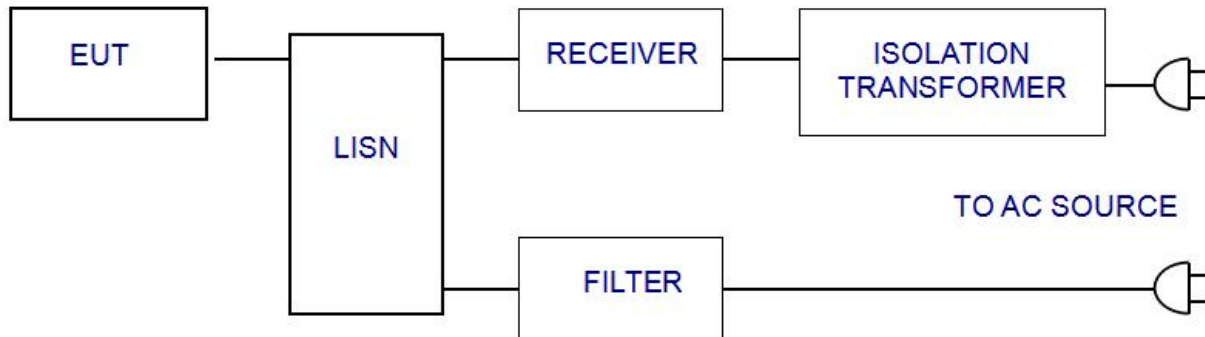 EUT
RECEIVER
ISOLATION
TRANSFORMER
LISN
TO AC SOURCE
FILTER